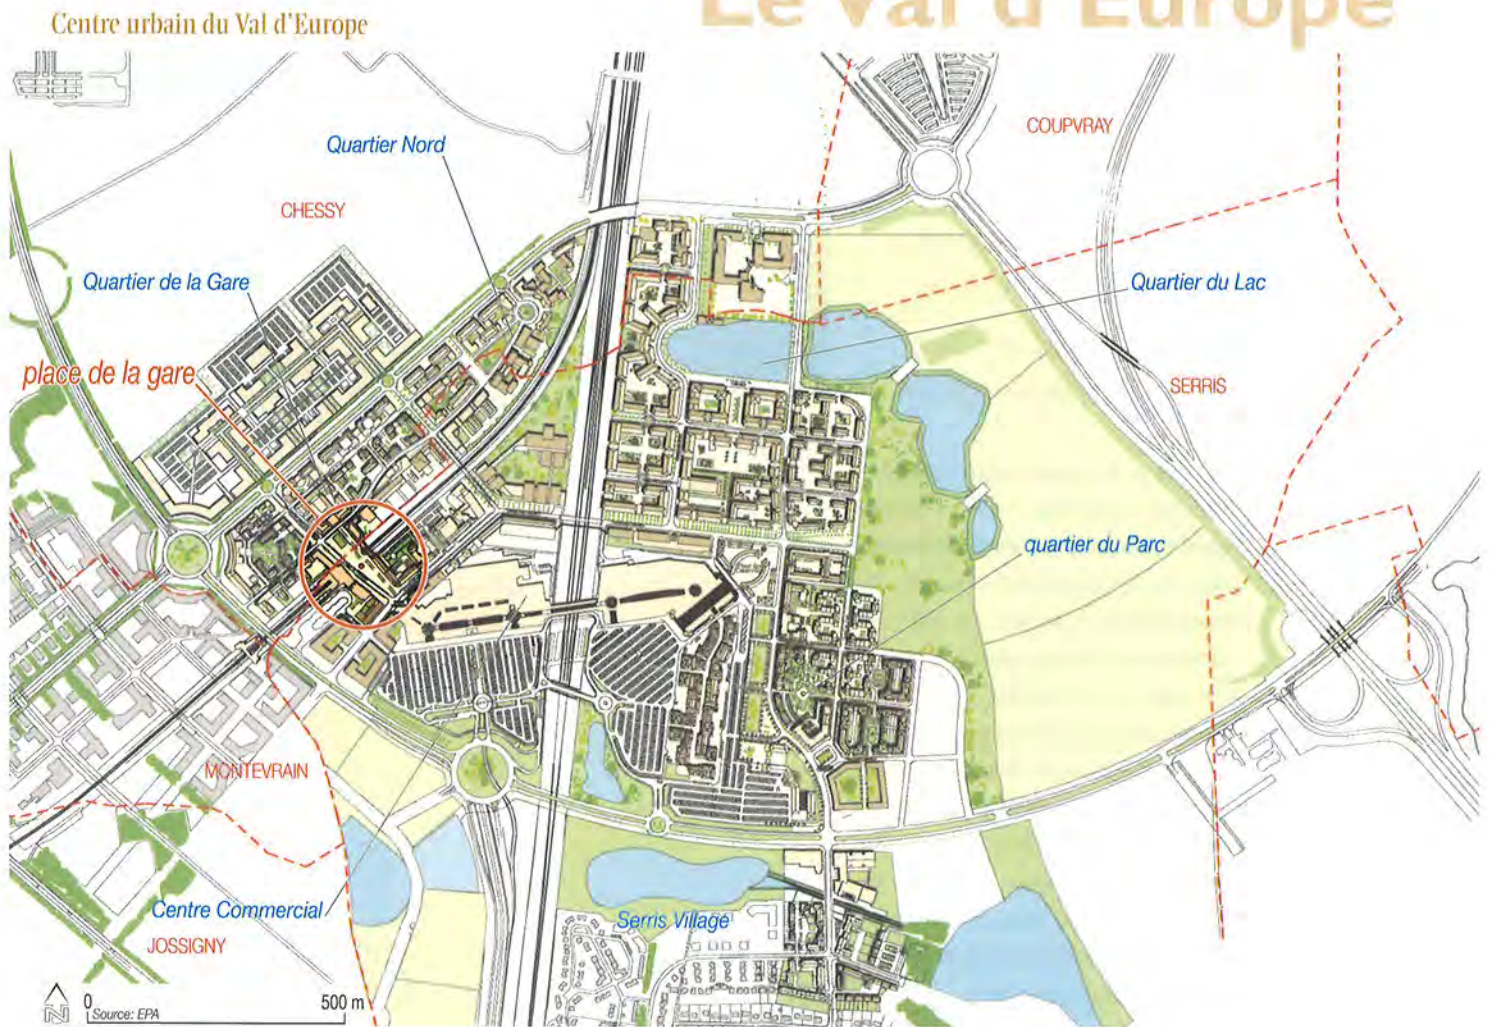 Le Val d'Europe
Centre urbain du Val d'Europe
COUPVRAY
Quartier Nord
CHESSY
Quartier de la Gare
Quartier du Lac
place de la gare
SERRIS
quartier du Parc
MONTEVRAIN
Centre Commercial
Serris Village
JOSSIGNY
N
0
500 m
Source: EPA